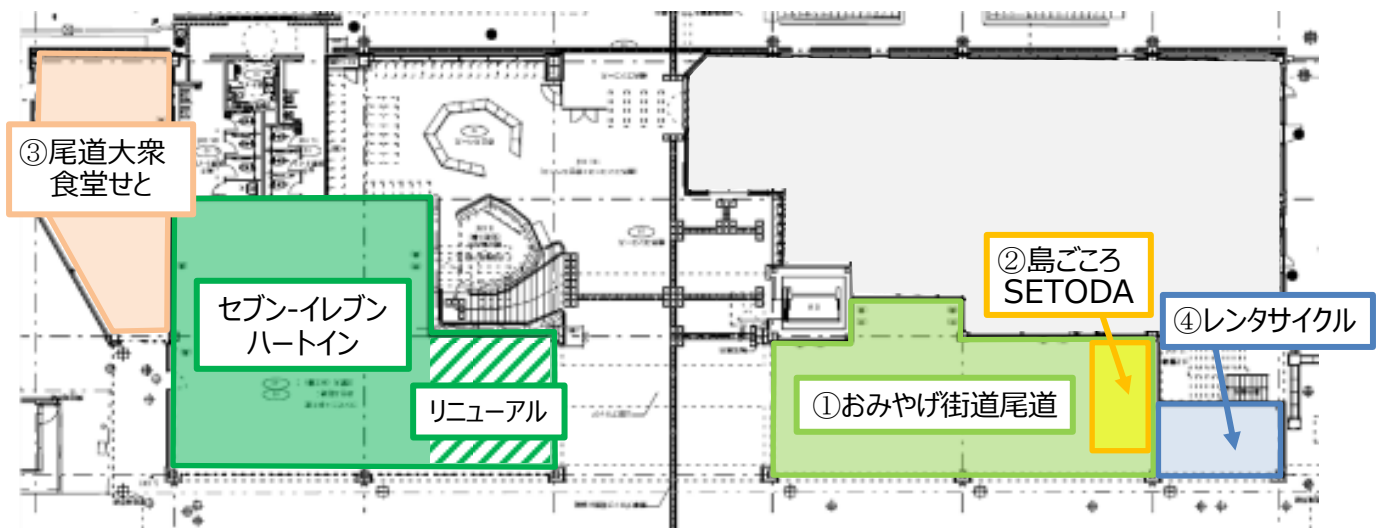 ③尾道大衆
食堂せと
セブン-イレブン
ハートイン
リニューアル
①おみやげ街道尾道
②島ごころ
SETODA
④レンタサイクル